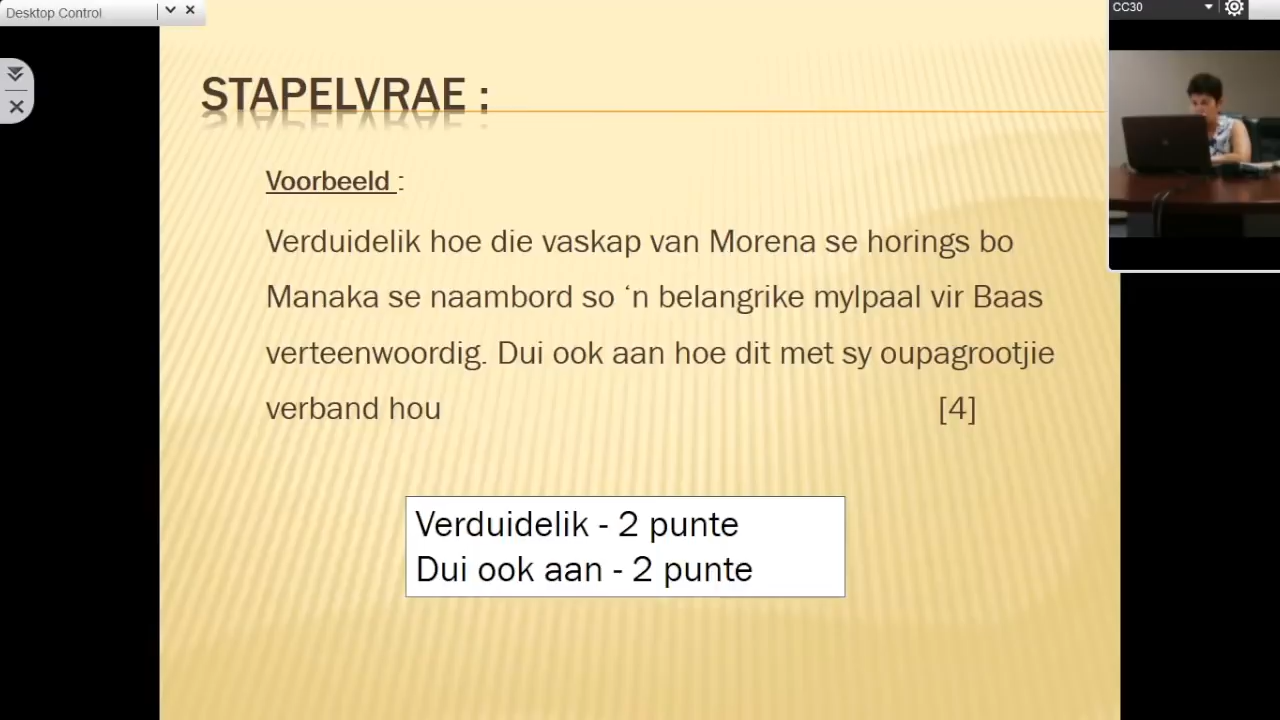 Desktop Control
CC30
STAPELVRAE :
Voorbeeld :
Verduidelik hoe die vaskap van Morena se horings bo
Manaka se naambord so ‘n belangrike mylpaal vir Baas
verteenwoordig. Dui ook aan hoe dit met sy oupagrootjie
verband hou [4]
Verduidelik - 2 punte
Dui ook aan - 2 punte